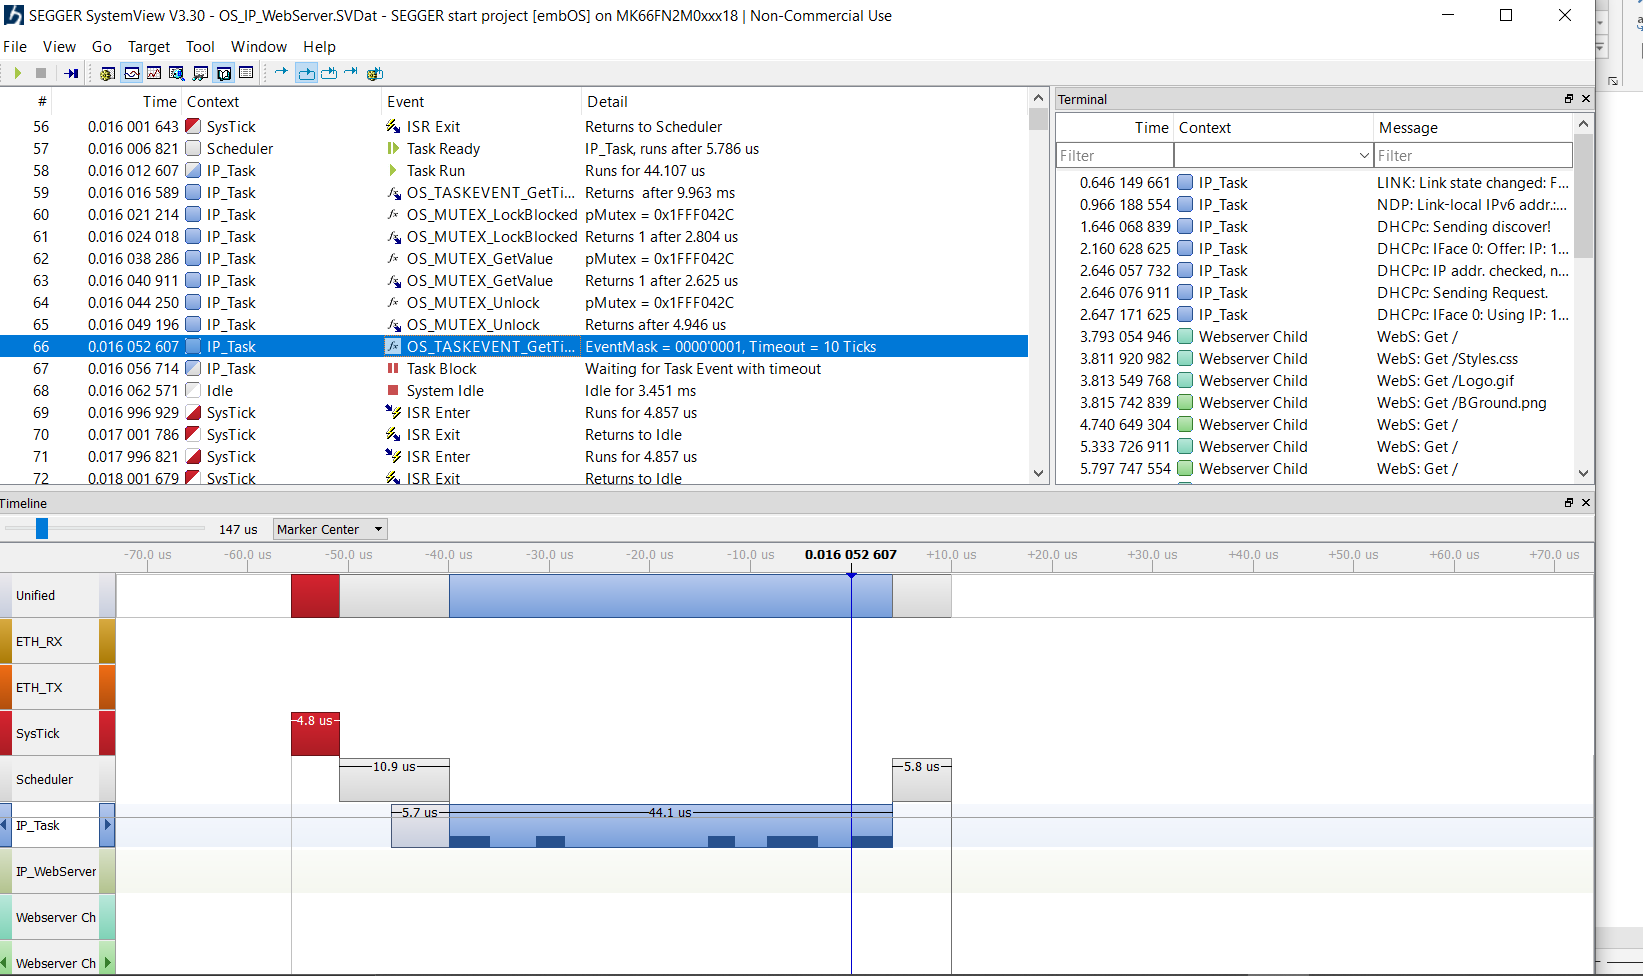 SEGGER SystemView V3.30 - OS_IP_WebServer.SVDat - SEGGER start project [embOS] on MK66FN2M0xxx18 | Non-Commercial Use
File View Go Target Tool Window Help
# Time Context Event Detail
56 0.016 001 643 SysTick ISR Exit Returns to Scheduler
57 0.016 006 821 Scheduler Task Ready IP_Task, runs after 5.786 us
58 0.016 012 607 IP_Task Task Run Runs for 44.107 us
59 0.016 016 589 IP_Task OS_TASKEVENT_GetTi... Returns after 9.963 ms
60 0.016 021 214 IP_Task OS_MUTEX_LockBlocked pMutex = 0x1FFF042C
61 0.016 024 018 IP_Task OS_MUTEX_LockBlocked Returns 1 after 2.804 us
62 0.016 038 286 IP_Task OS_MUTEX_GetValue pMutex = 0x1FFF042C
63 0.016 040 911 IP_Task OS_MUTEX_GetValue Returns 1 after 2.625 us
64 0.016 044 250 IP_Task OS_MUTEX_Unlock pMutex = 0x1FFF042C
65 0.016 049 196 IP_Task OS_MUTEX_Unlock Returns after 4.946 us
66 0.016 052 607 IP_Task OS_TASKEVENT_GetTi... EventMask = 0000'0001, Timeout = 10 Ticks
67 0.016 056 714 IP_Task Task Block Waiting for Task Event with timeout
68 0.016 062 571 Idle System Idle Idle for 3.451 ms
69 0.016 996 929 SysTick ISR Enter Runs for 4.857 us
70 0.017 001 786 SysTick ISR Exit Returns to Idle
71 0.017 996 821 SysTick ISR Enter Runs for 4.857 us
72 0.018 001 679 SysTick ISR Exit Returns to Idle
Terminal
Time Context Message
Filter Filter
0.646 149 661 IP_Task LINK: Link state changed: F...
0.966 188 554 IP_Task NDP: Link-local IPv6 addr.:...
1.646 068 839 IP_Task DHCPc: Sending discover!
2.160 628 625 IP_Task DHCPc: IFace 0: Offer: IP: 1...
2.646 057 732 IP_Task DHCPc: IP addr. checked, n...
2.646 076 911 IP_Task DHCPc: Sending Request.
2.647 171 625 IP_Task DHCPc: IFace 0: Using IP: 1...
3.793 054 946 Webserver Child WebS: Get /
3.811 920 982 Webserver Child WebS: Get /Styles.css
3.813 549 768 Webserver Child WebS: Get /Logo.gif
3.815 742 839 Webserver Child WebS: Get /BGround.png
4.740 649 304 Webserver Child WebS: Get /
5.333 726 911 Webserver Child WebS: Get /
5.797 747 554 Webserver Child WebS: Get /
Timeline
147 us Marker Center
-70.0 us -60.0 us -50.0 us -40.0 us -30.0 us -20.0 us -10.0 us 0.016 052 607 +10.0 us +20.0 us +30.0 us +40.0 us +50.0 us +60.0 us +70.0 us
Unified
ETH_RX
ETH_TX
SysTick 4.8 us
Scheduler 10.9 us 5.8 us
IP_Task 5.7 us 44.1 us
IP_WebServer
Webserver Ch
Webserver Ch